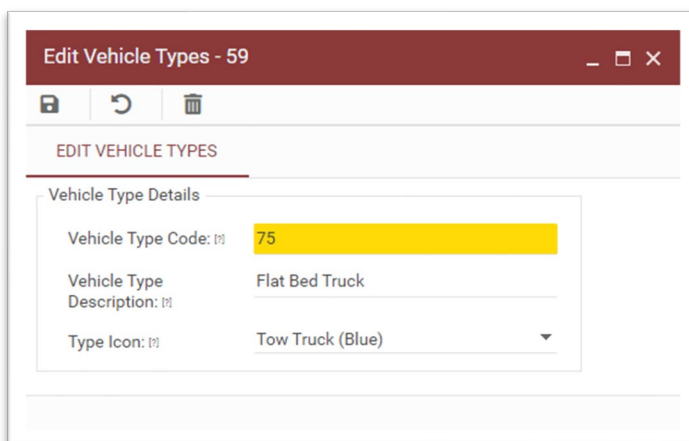 Edit Vehicle Types - 59
EDIT VEHICLE TYPES
Vehicle Type Details
Vehicle Type Code: [?] 75
Vehicle Type
Description: [?] Flat Bed Truck
Type Icon: [?] Tow Truck (Blue)